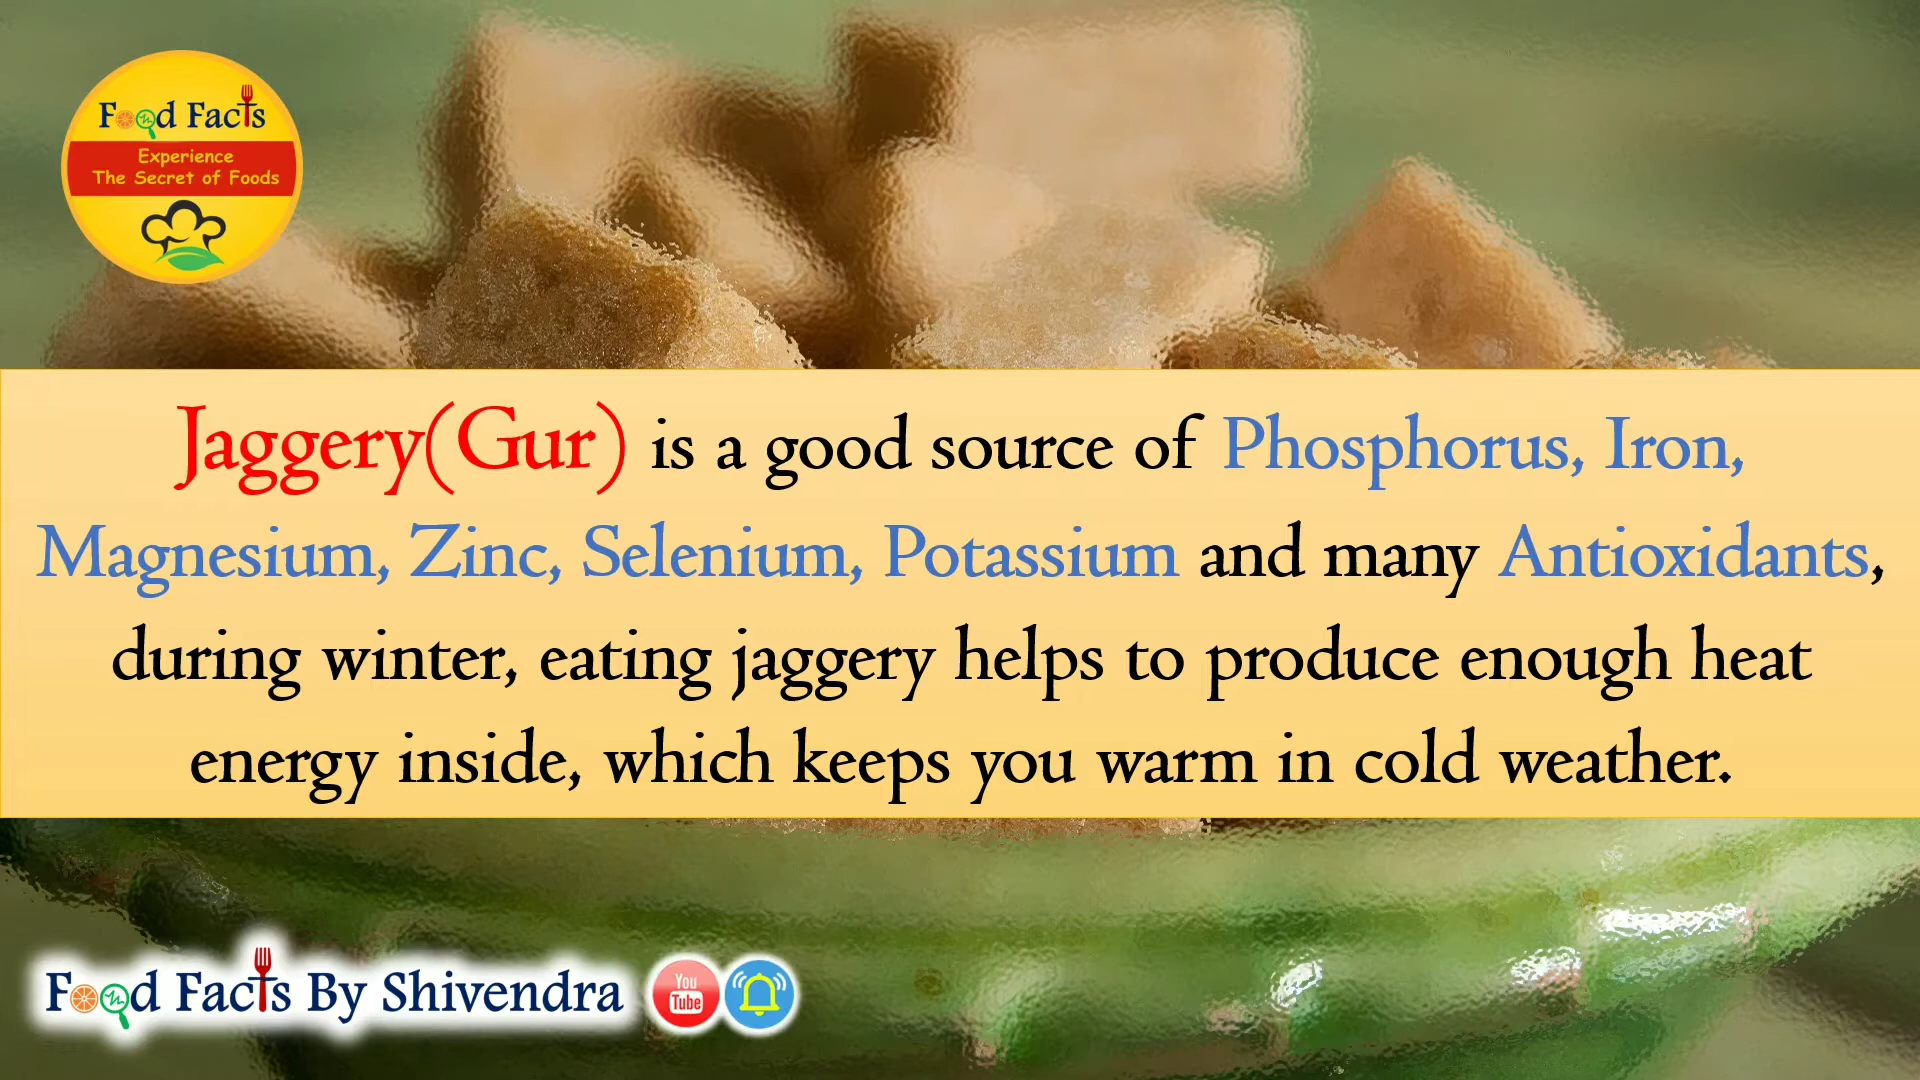 Food Facts
Experience
The Secret of Foods
Jaggery(Gur) is a good source of Phosphorus, Iron,
Magnesium, Zinc, Selenium, Potassium and many Antioxidants,
during winter, eating jaggery helps to produce enough heat
energy inside, which keeps you warm in cold weather.
Food Facts By Shivendra
You
Tube